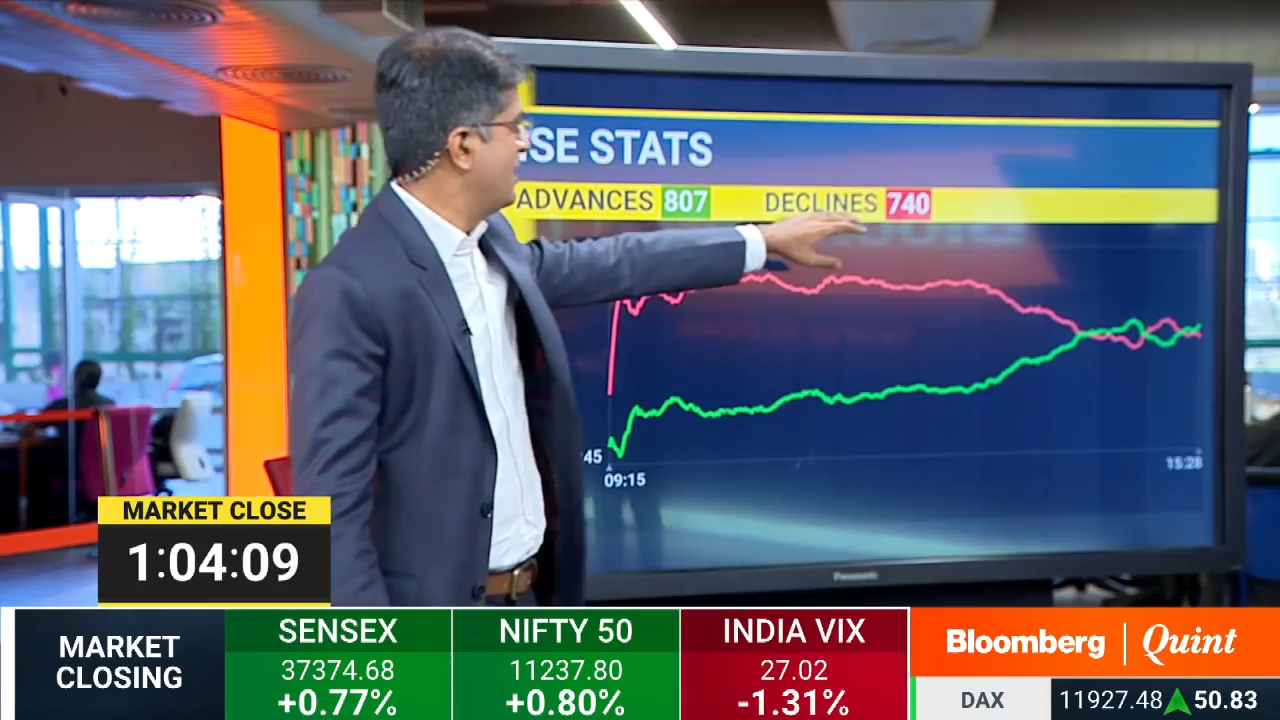 SE STATS
ADVANCES 807 DECLINES 740
45
09:15
15:28
Panasonic
MARKET CLOSE
1:04:09
MARKET
CLOSING
SENSEX
37374.68
+0.77%
NIFTY 50
11237.80
+0.80%
INDIA VIX
27.02
-1.31%
Bloomberg | Quint
DAX 11927.48 ▲ 50.83